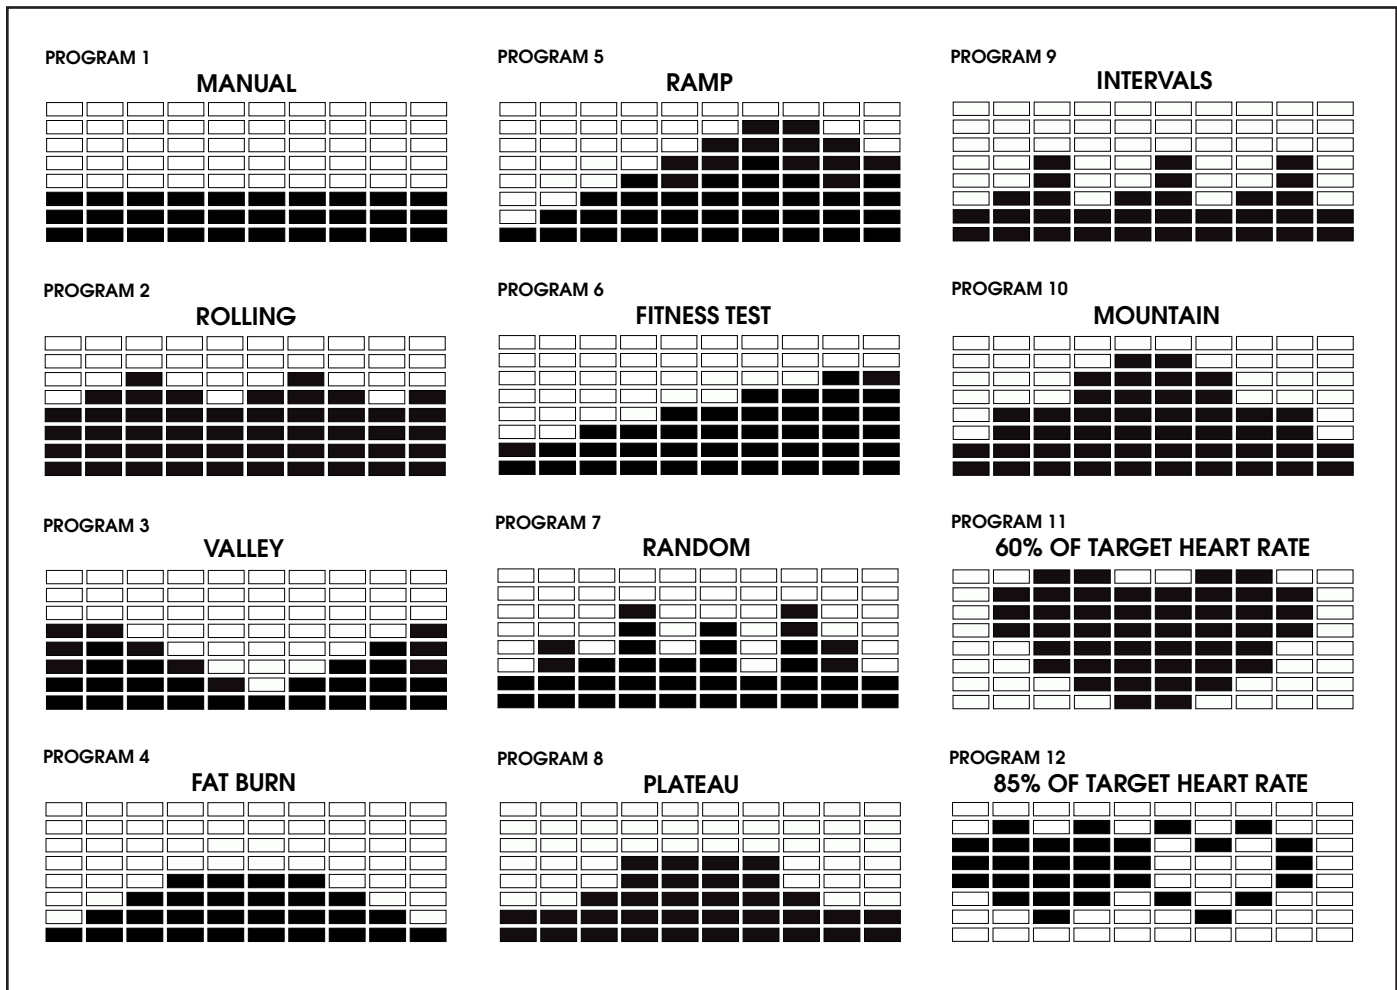 PROGRAM 1
MANUAL
PROGRAM 2
ROLLING
PROGRAM 3
VALLEY
PROGRAM 4
FAT BURN
PROGRAM 5
RAMP
PROGRAM 6
FITNESS TEST
PROGRAM 7
RANDOM
PROGRAM 8
PLATEAU
PROGRAM 9
INTERVALS
PROGRAM 10
MOUNTAIN
PROGRAM 11
60% OF TARGET HEART RATE
PROGRAM 12
85% OF TARGET HEART RATE